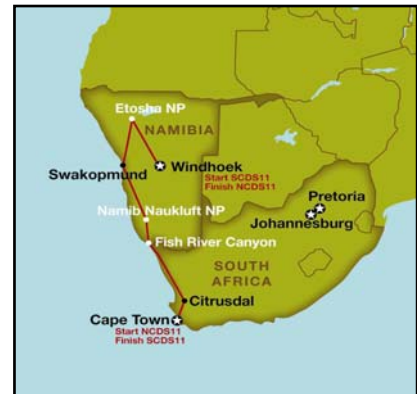 Etosha NP
NAMIBIA
Swakopmund
Windhoek
Start SCDS11
Finish NCDS11
Pretoria
Johannesburg
Namib Naukluft NP
Fish River Canyon
SOUTH
AFRICA
Citrusdal
Cape Town
Start NCDS11
Finish SCDS11